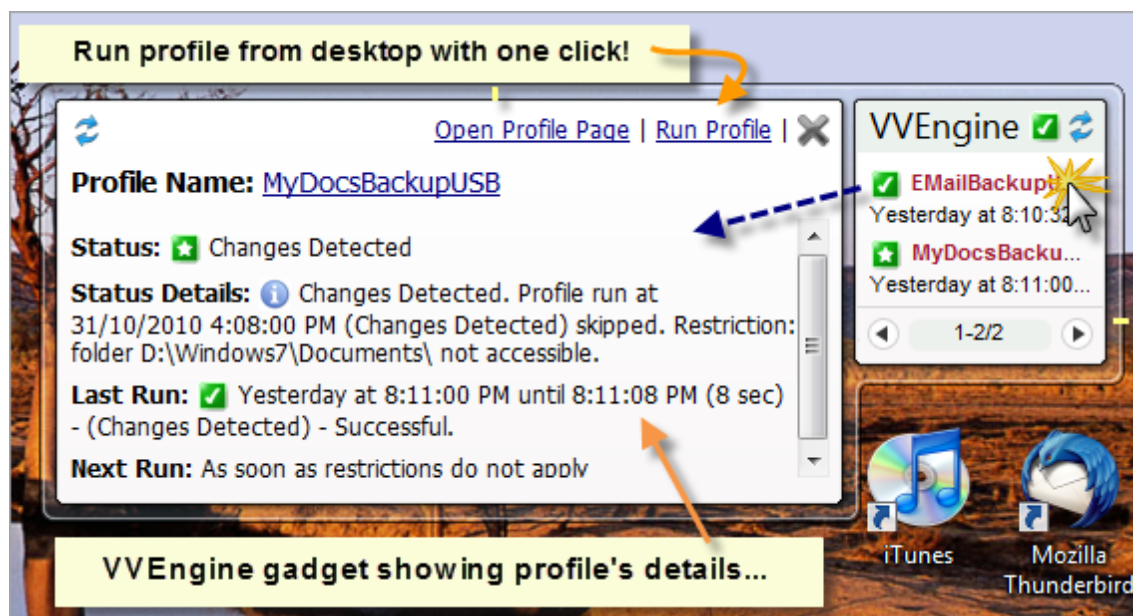 Run profile from desktop with one click!
Open Profile Page | Run Profile |
Profile Name: MyDocsBackupUSB
Status: Changes Detected
Status Details: Changes Detected. Profile run at
31/10/2010 4:08:00 PM (Changes Detected) skipped. Restriction:
folder D:\Windows7\Documents\ not accessible.
Last Run: Yesterday at 8:11:00 PM until 8:11:08 PM (8 sec)
- (Changes Detected) - Successful.
Next Run: As soon as restrictions do not apply
VVEngine gadget showing profile's details...
VVEngine
EMailBackup
Yesterday at 8:10:32
MyDocsBacku...
Yesterday at 8:11:00...
1-2/2
iTunes
Mozilla
Thunderbird